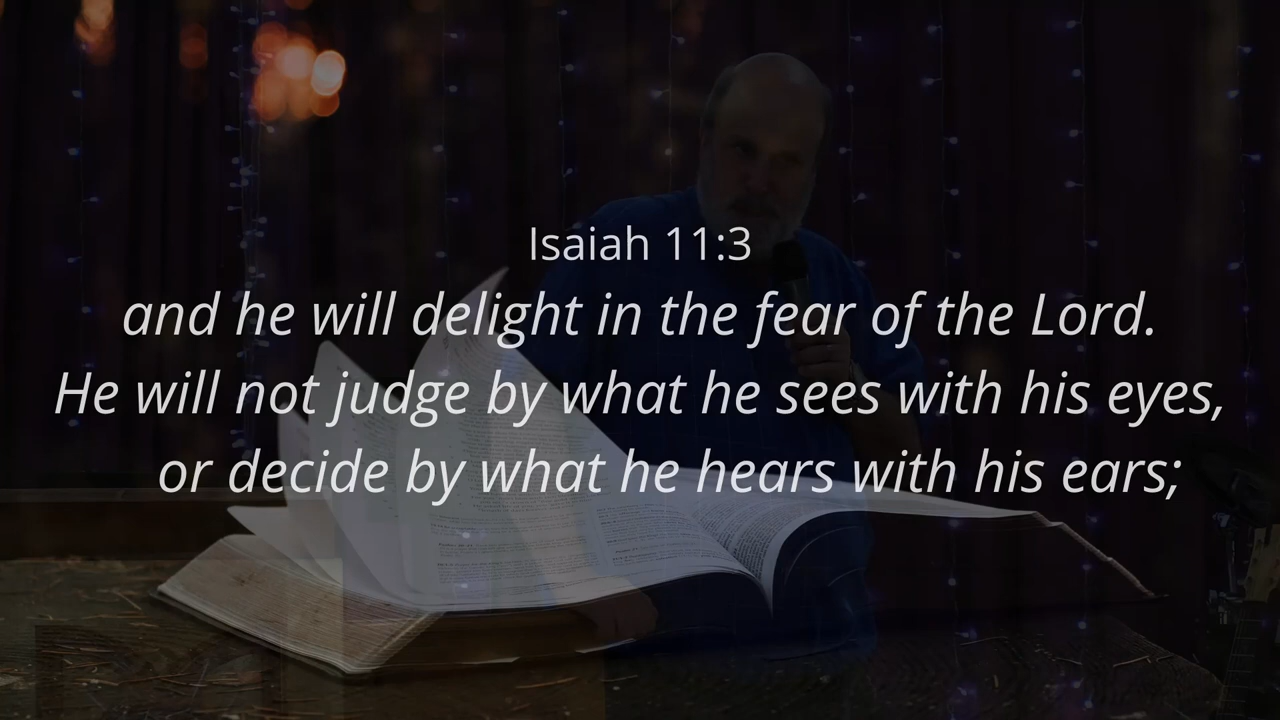 Isaiah 11:3
and he will delight in the fear of the Lord.
He will not judge by what he sees with his eyes,
or decide by what he hears with his ears;